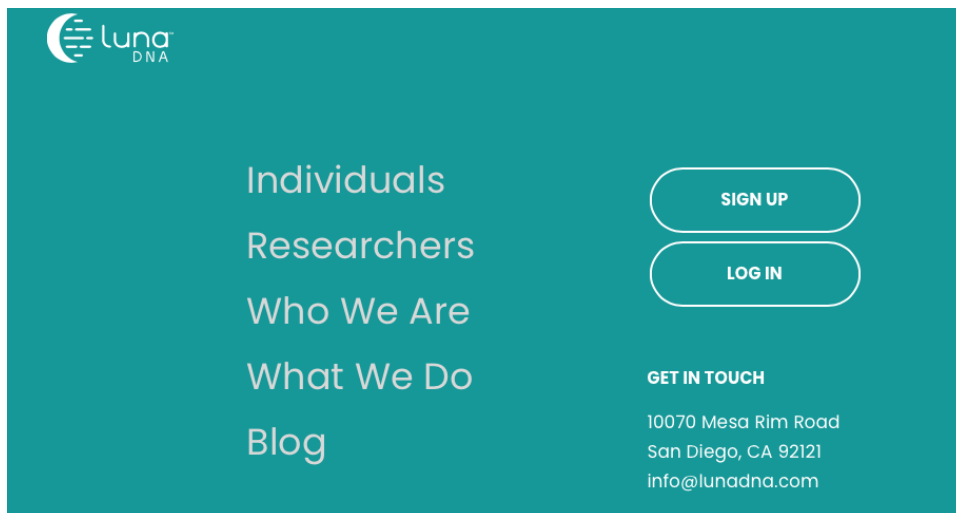 luna™
DNA
Individuals
Researchers
Who We Are
What We Do
Blog
SIGN UP
LOG IN
GET IN TOUCH
10070 Mesa Rim Road
San Diego, CA 92121
info@lunadna.com